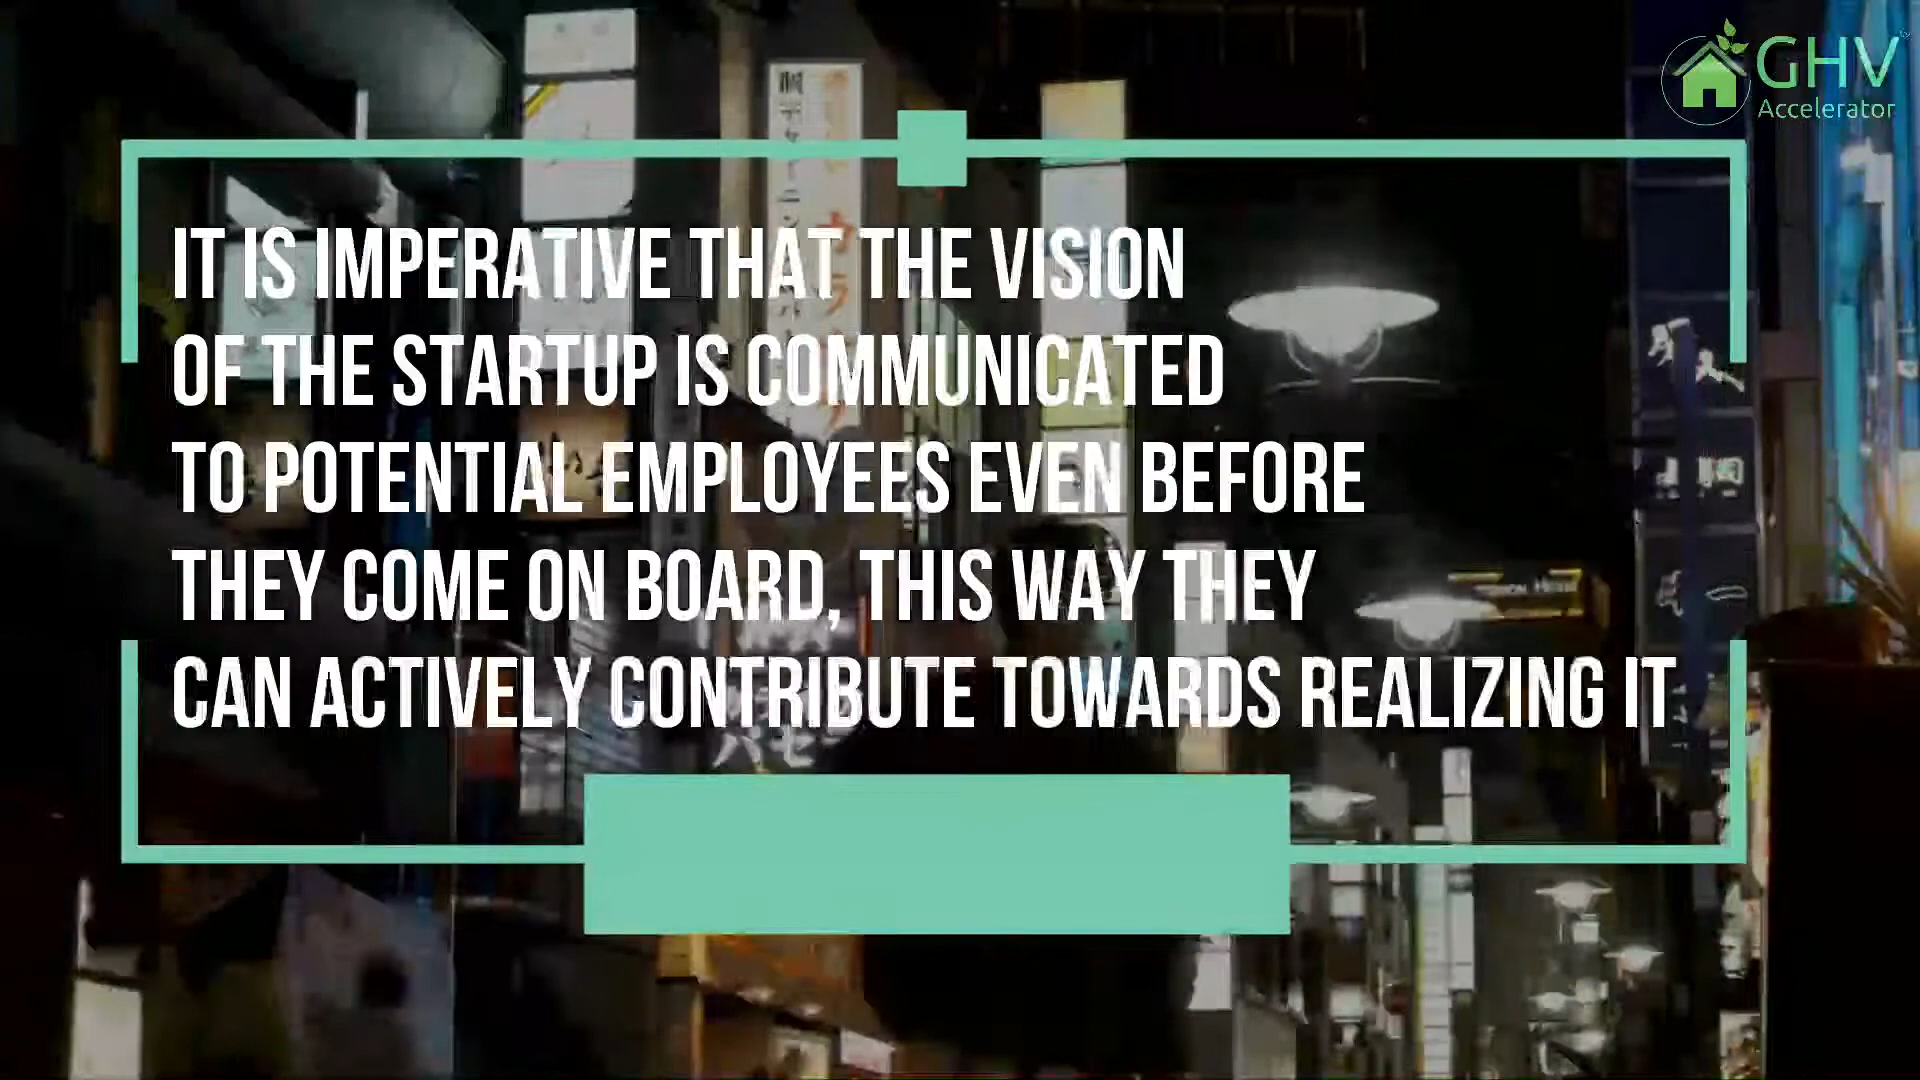 GHV
Accelerator
IT IS IMPERATIVE THAT THE VISION
OF THE STARTUP IS COMMUNICATED
TO POTENTIAL EMPLOYEES EVEN BEFORE
THEY COME ON BOARD, THIS WAY THEY
CAN ACTIVELY CONTRIBUTE TOWARDS REALIZING IT